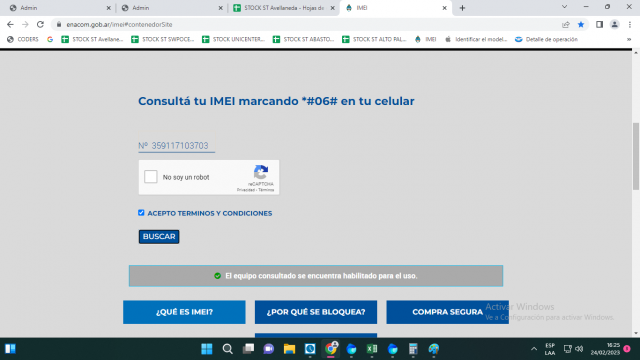 Admin
Admin
STOCK ST Avellaneda - Hojas de
IMEI
enacom.gob.ar/imei#contenedorSite
CODERS
STOCK ST Avellane...
STOCK ST SWPOCE...
STOCK UNICENTER...
STOCK ST ABASTO...
STOCK ST ALTO PAL...
IMEI
Identificar el model...
Detalle de operación
Consultá tu IMEI marcando *#06# en tu celular
Nº 359117103703
No soy un robot
reCAPTCHA
Privacidad - Términos
ACEPTO TERMINOS Y CONDICIONES
BUSCAR
El equipo consultado se encuentra habilitado para el uso.
¿QUÉ ES IMEI?
¿POR QUÉ SE BLOQUEA?
COMPRA SEGURA
Activar Windows
Ve a Configuración para activar Windows.
ESP
LAA
16:25
24/02/2023